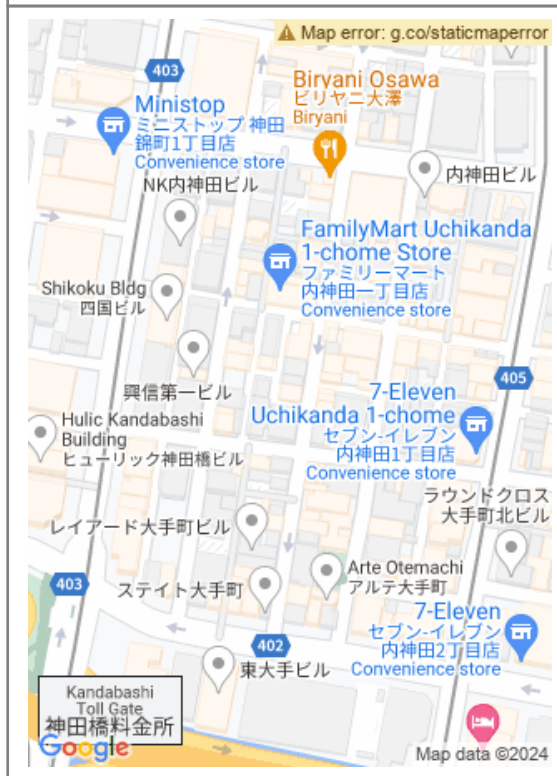 Map error: g.co/staticmaperror
403
Biryani Osawa
ビリヤニ大澤
Biryani
Ministop
ミニストップ 神田
錦町1丁目店
Convenience store
内神田ビル
NK内神田ビル
FamilyMart Uchikanda
1-chome Store
ファミリーマート
内神田一丁目店
Convenience store
Shikoku Bldg
四国ビル
興信第一ビル
405
7-Eleven
Uchikanda 1-chome
セブン-イレブン
内神田1丁目店
Convenience store
Hulic Kandabashi
Building
ヒューリック神田橋ビル
ラウンドクロス
大手町北ビル
レイアード大手町ビル
Arte Otemachi
アルテ大手町
403
ステイト大手町
7-Eleven
セブン-イレブン
内神田2丁目店
Convenience store
402
東大手ビル
Kandabashi
Toll Gate
神田橋料金所
Google
Map data ©2024